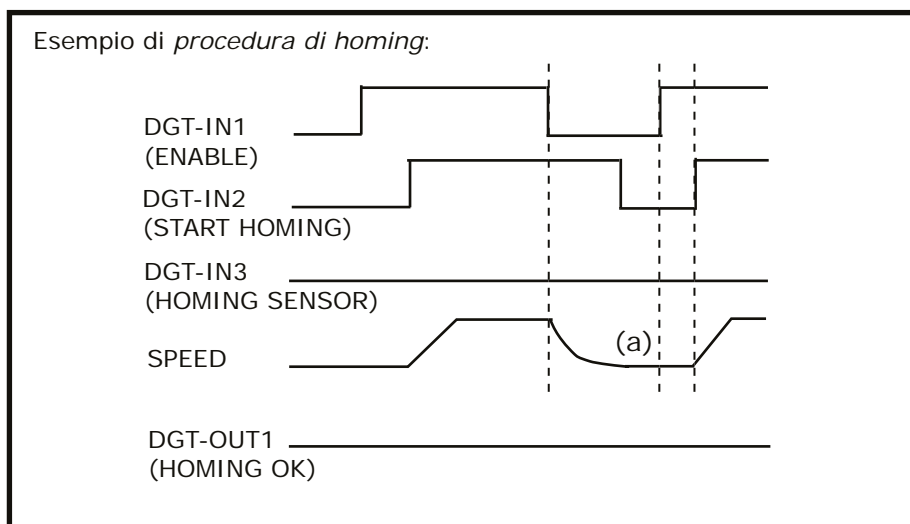 Esempio di procedura di homing:
DGT-IN1
(ENABLE)
DGT-IN2
(START HOMING)
DGT-IN3
(HOMING SENSOR)
SPEED
(a)
DGT-OUT1
(HOMING OK)